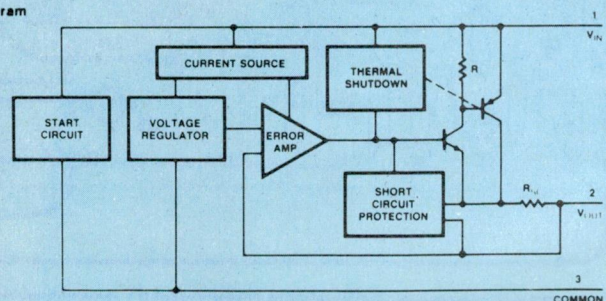 ram
1
VIN
CURRENT SOURCE
THERMAL
SHUTDOWN
R
START
CIRCUIT
VOLTAGE
REGULATOR
ERROR
AMP
SHORT
CIRCUIT
PROTECTION
2
VOUT
3
COMMON